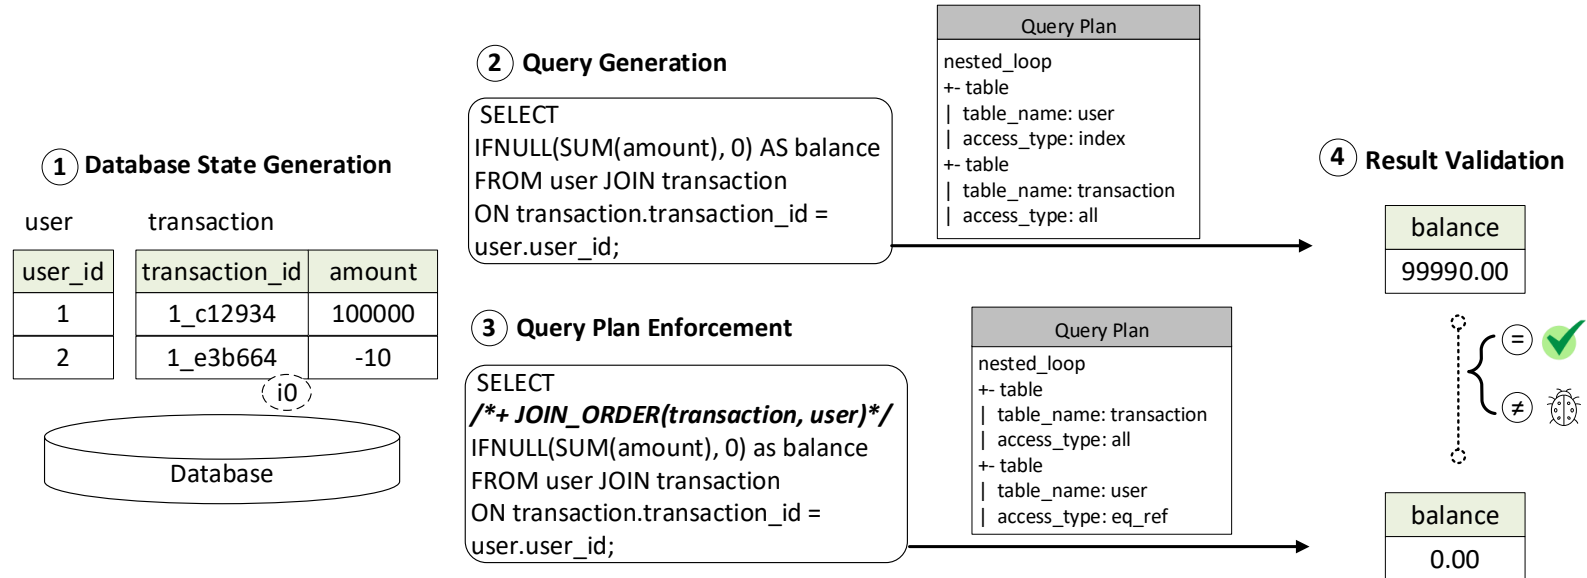 1 Database State Generation
user
user_id
1
2
transaction
transaction_id amount
1_c12934 100000
1_e3b664 -10
i0
Database
2 Query Generation
SELECT
IFNULL(SUM(amount), 0) AS balance
FROM user JOIN transaction
ON transaction.transaction_id =
user.user_id;
Query Plan
nested_loop
+- table
| table_name: user
| access_type: index
+- table
| table_name: transaction
| access_type: all
3 Query Plan Enforcement
SELECT
/*+ JOIN_ORDER(transaction, user)*/
IFNULL(SUM(amount), 0) as balance
FROM user JOIN transaction
ON transaction.transaction_id =
user.user_id;
Query Plan
nested_loop
+- table
| table_name: transaction
| access_type: all
+- table
| table_name: user
| access_type: eq_ref
4 Result Validation
balance
99990.00
=
≠
balance
0.00